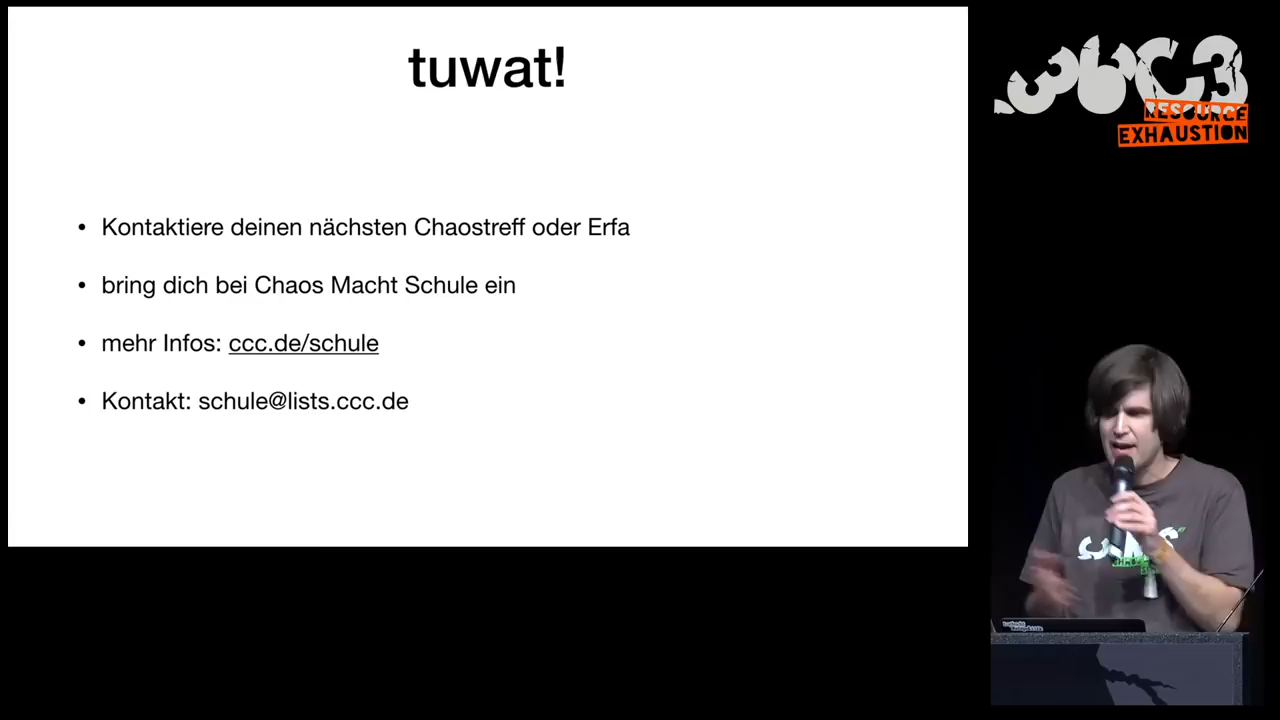 tuwat!
• Kontaktiere deinen nächsten Chaostreff oder Erfa
• bring dich bei Chaos Macht Schule ein
• mehr Infos: ccc.de/schule
• Kontakt: schule@lists.ccc.de
36C3
RESOURCE
EXHAUSTION